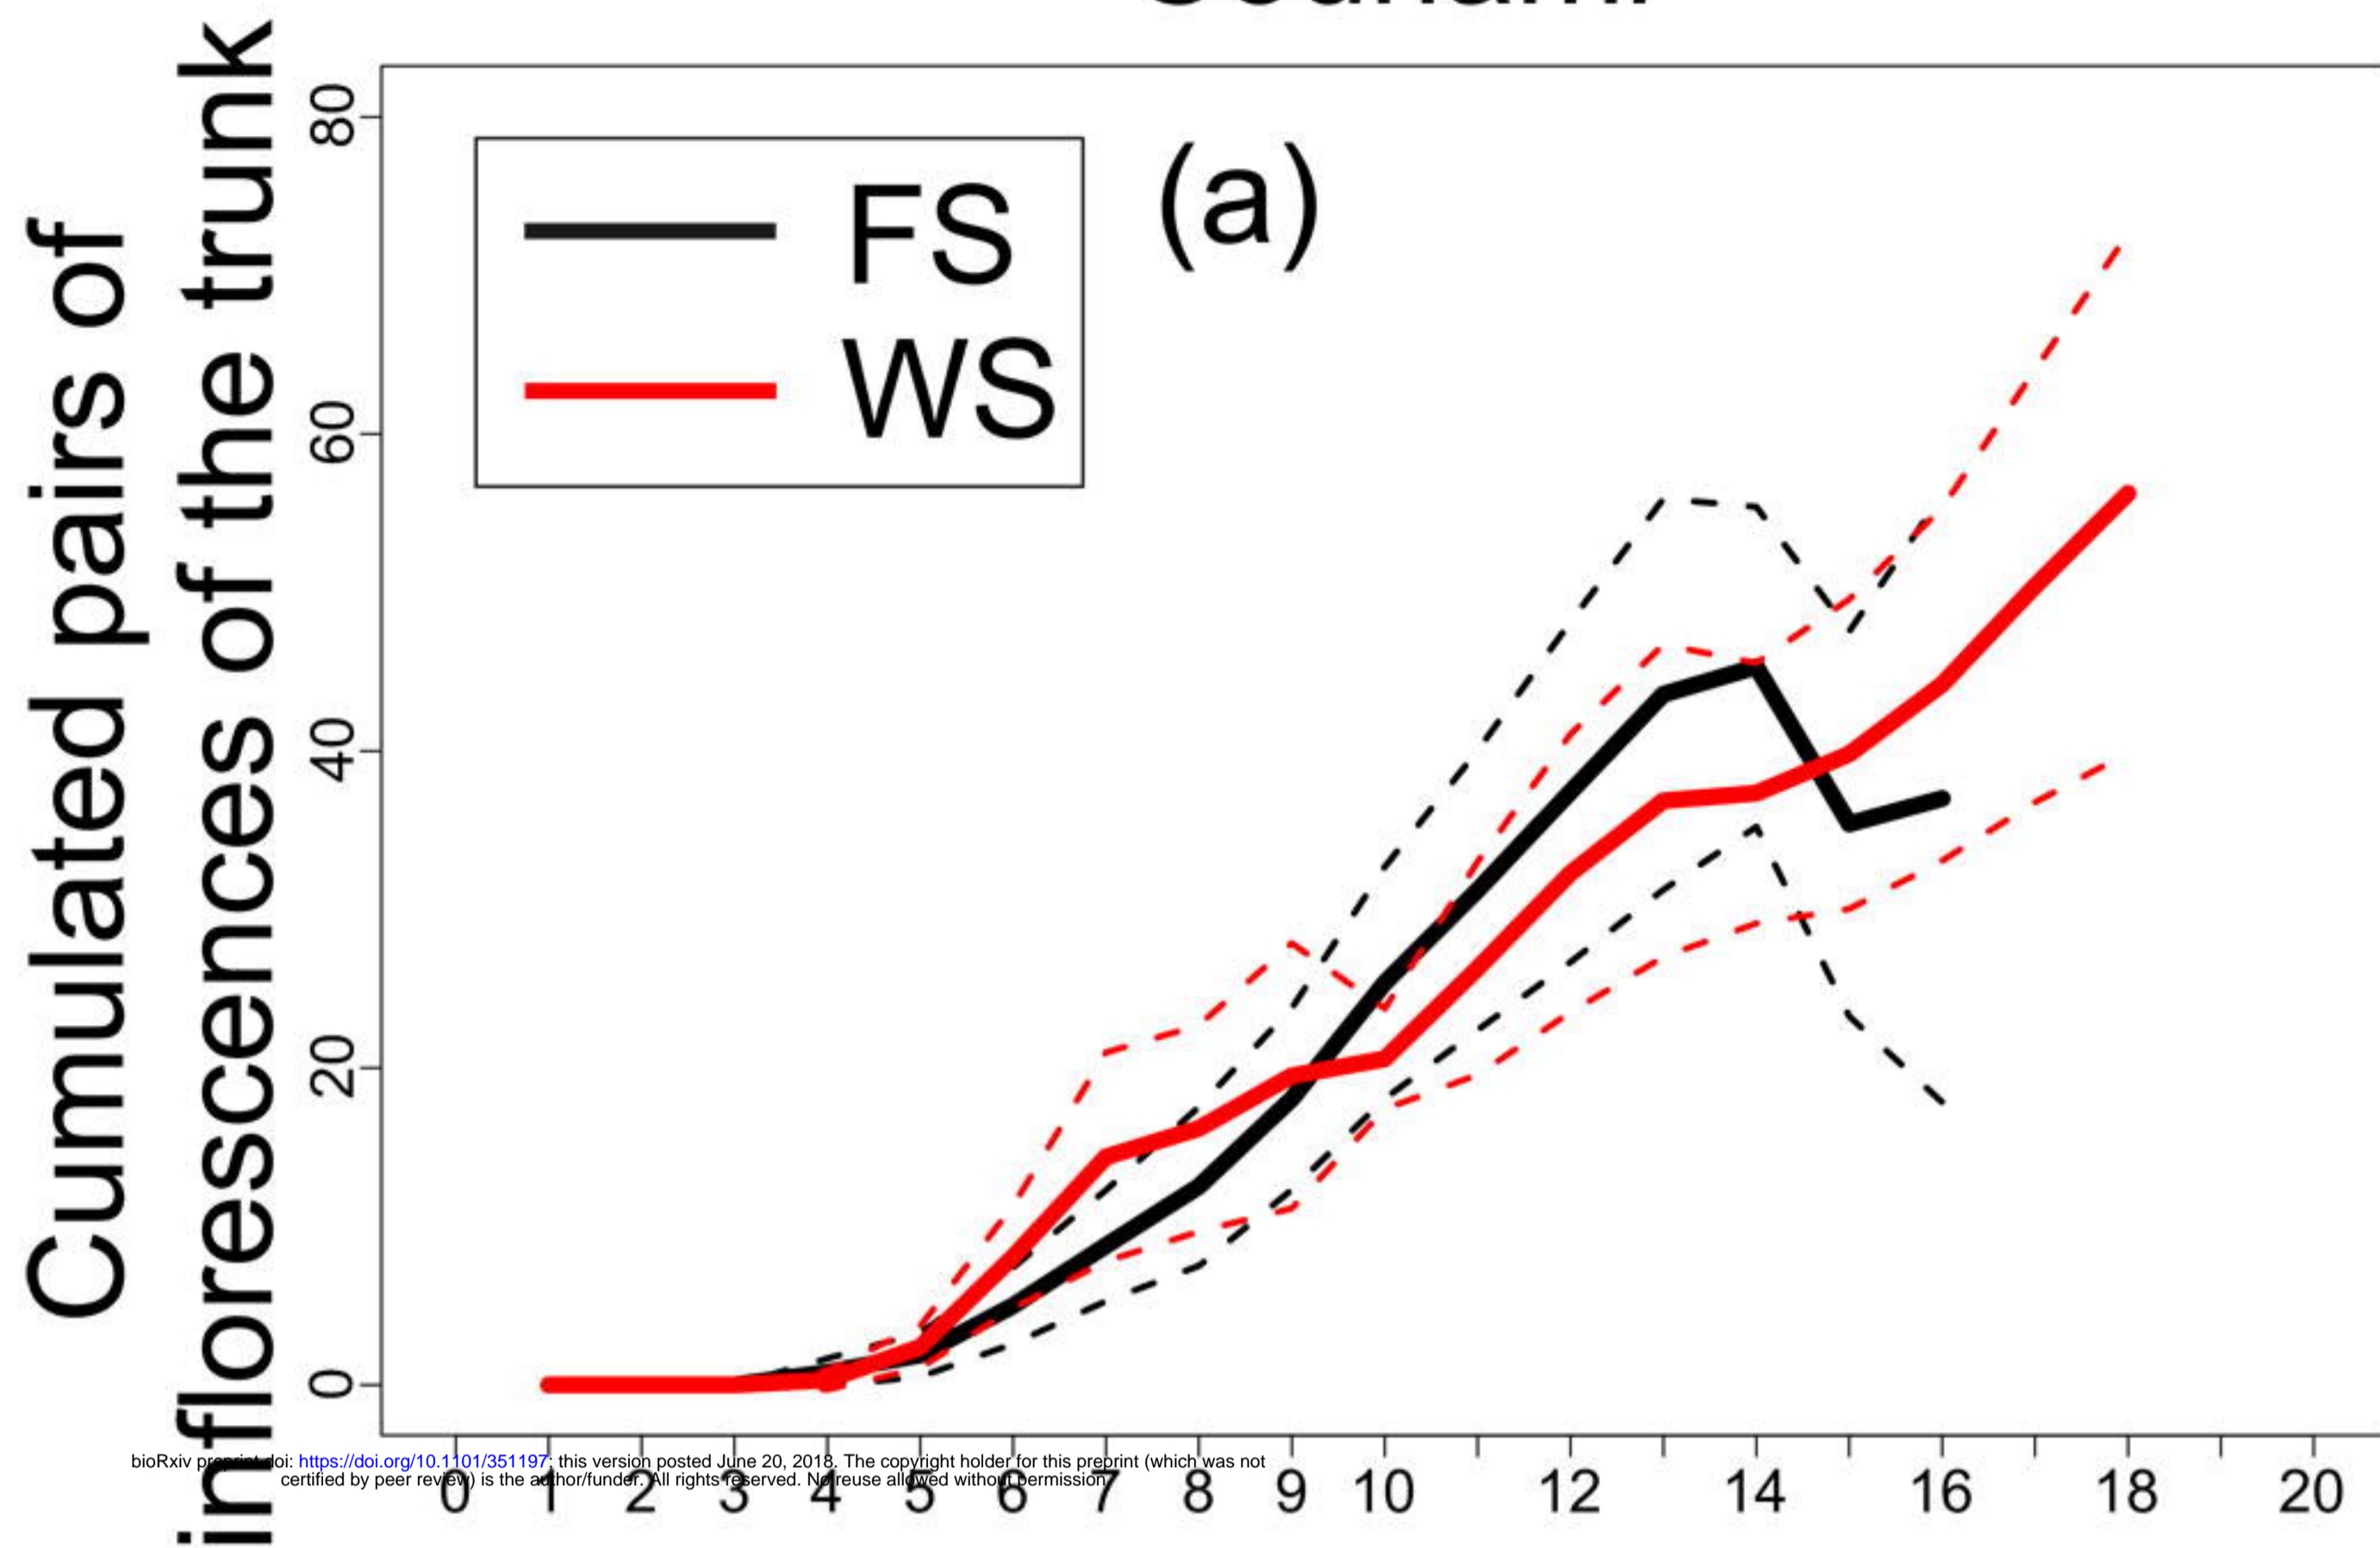 Cumulated pairs of
inflorescences of the trunk
80
60
40
20
0
FS
WS
(a)
bioRxiv preprint doi: https://doi.org/10.1101/351197; this version posted June 20, 2018. The copyright holder for this preprint (which was not
certified by peer review) is the author/funder. All rights reserved. No reuse allowed without permission
0 1 2 3 4 5 6 7 8 9 10 12 14 16 18 20